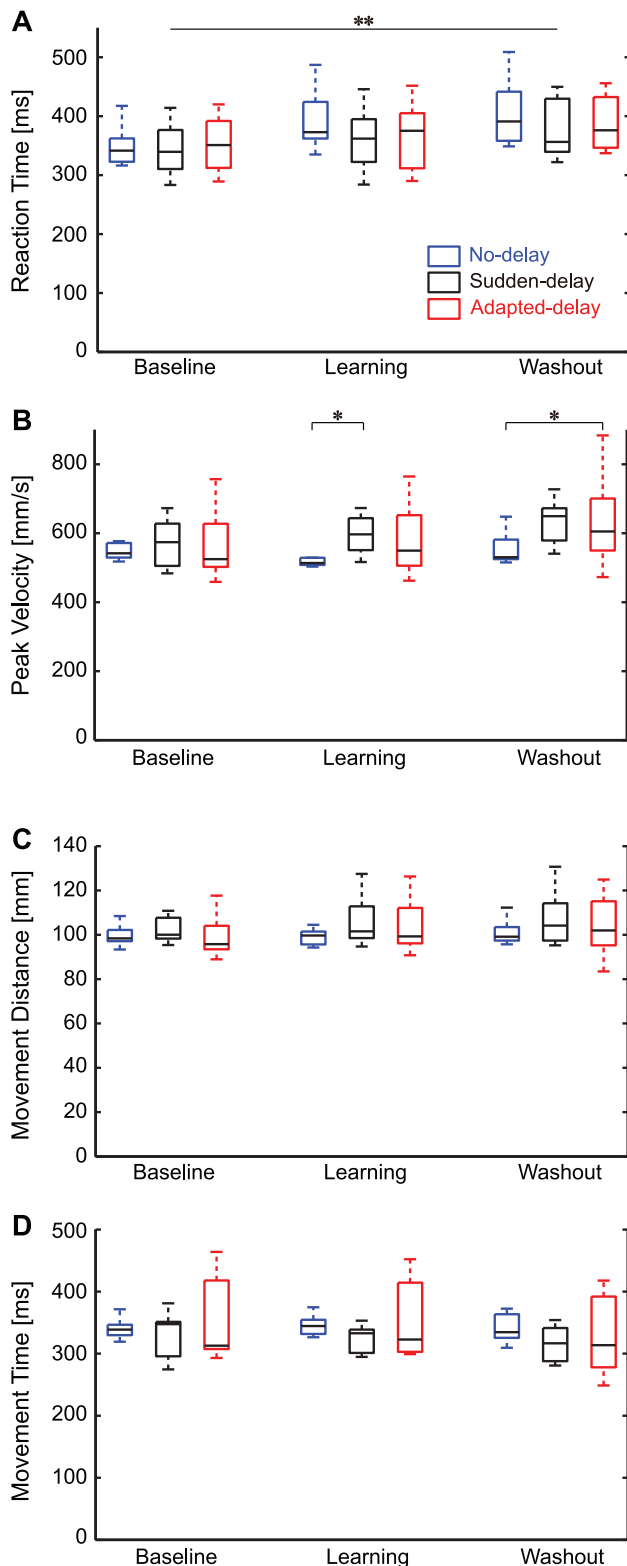 A
Reaction Time [ms]
500
400
300
200
100
0
**
No-delay
Sudden-delay
Adapted-delay
Baseline Learning Washout
B
Peak Velocity [mm/s]
800
600
400
200
0
* *
Baseline Learning Washout
C
Movement Distance [mm]
140
120
100
80
60
40
20
0
Baseline Learning Washout
D
Movement Time [ms]
500
400
300
200
100
0
Baseline Learning Washout